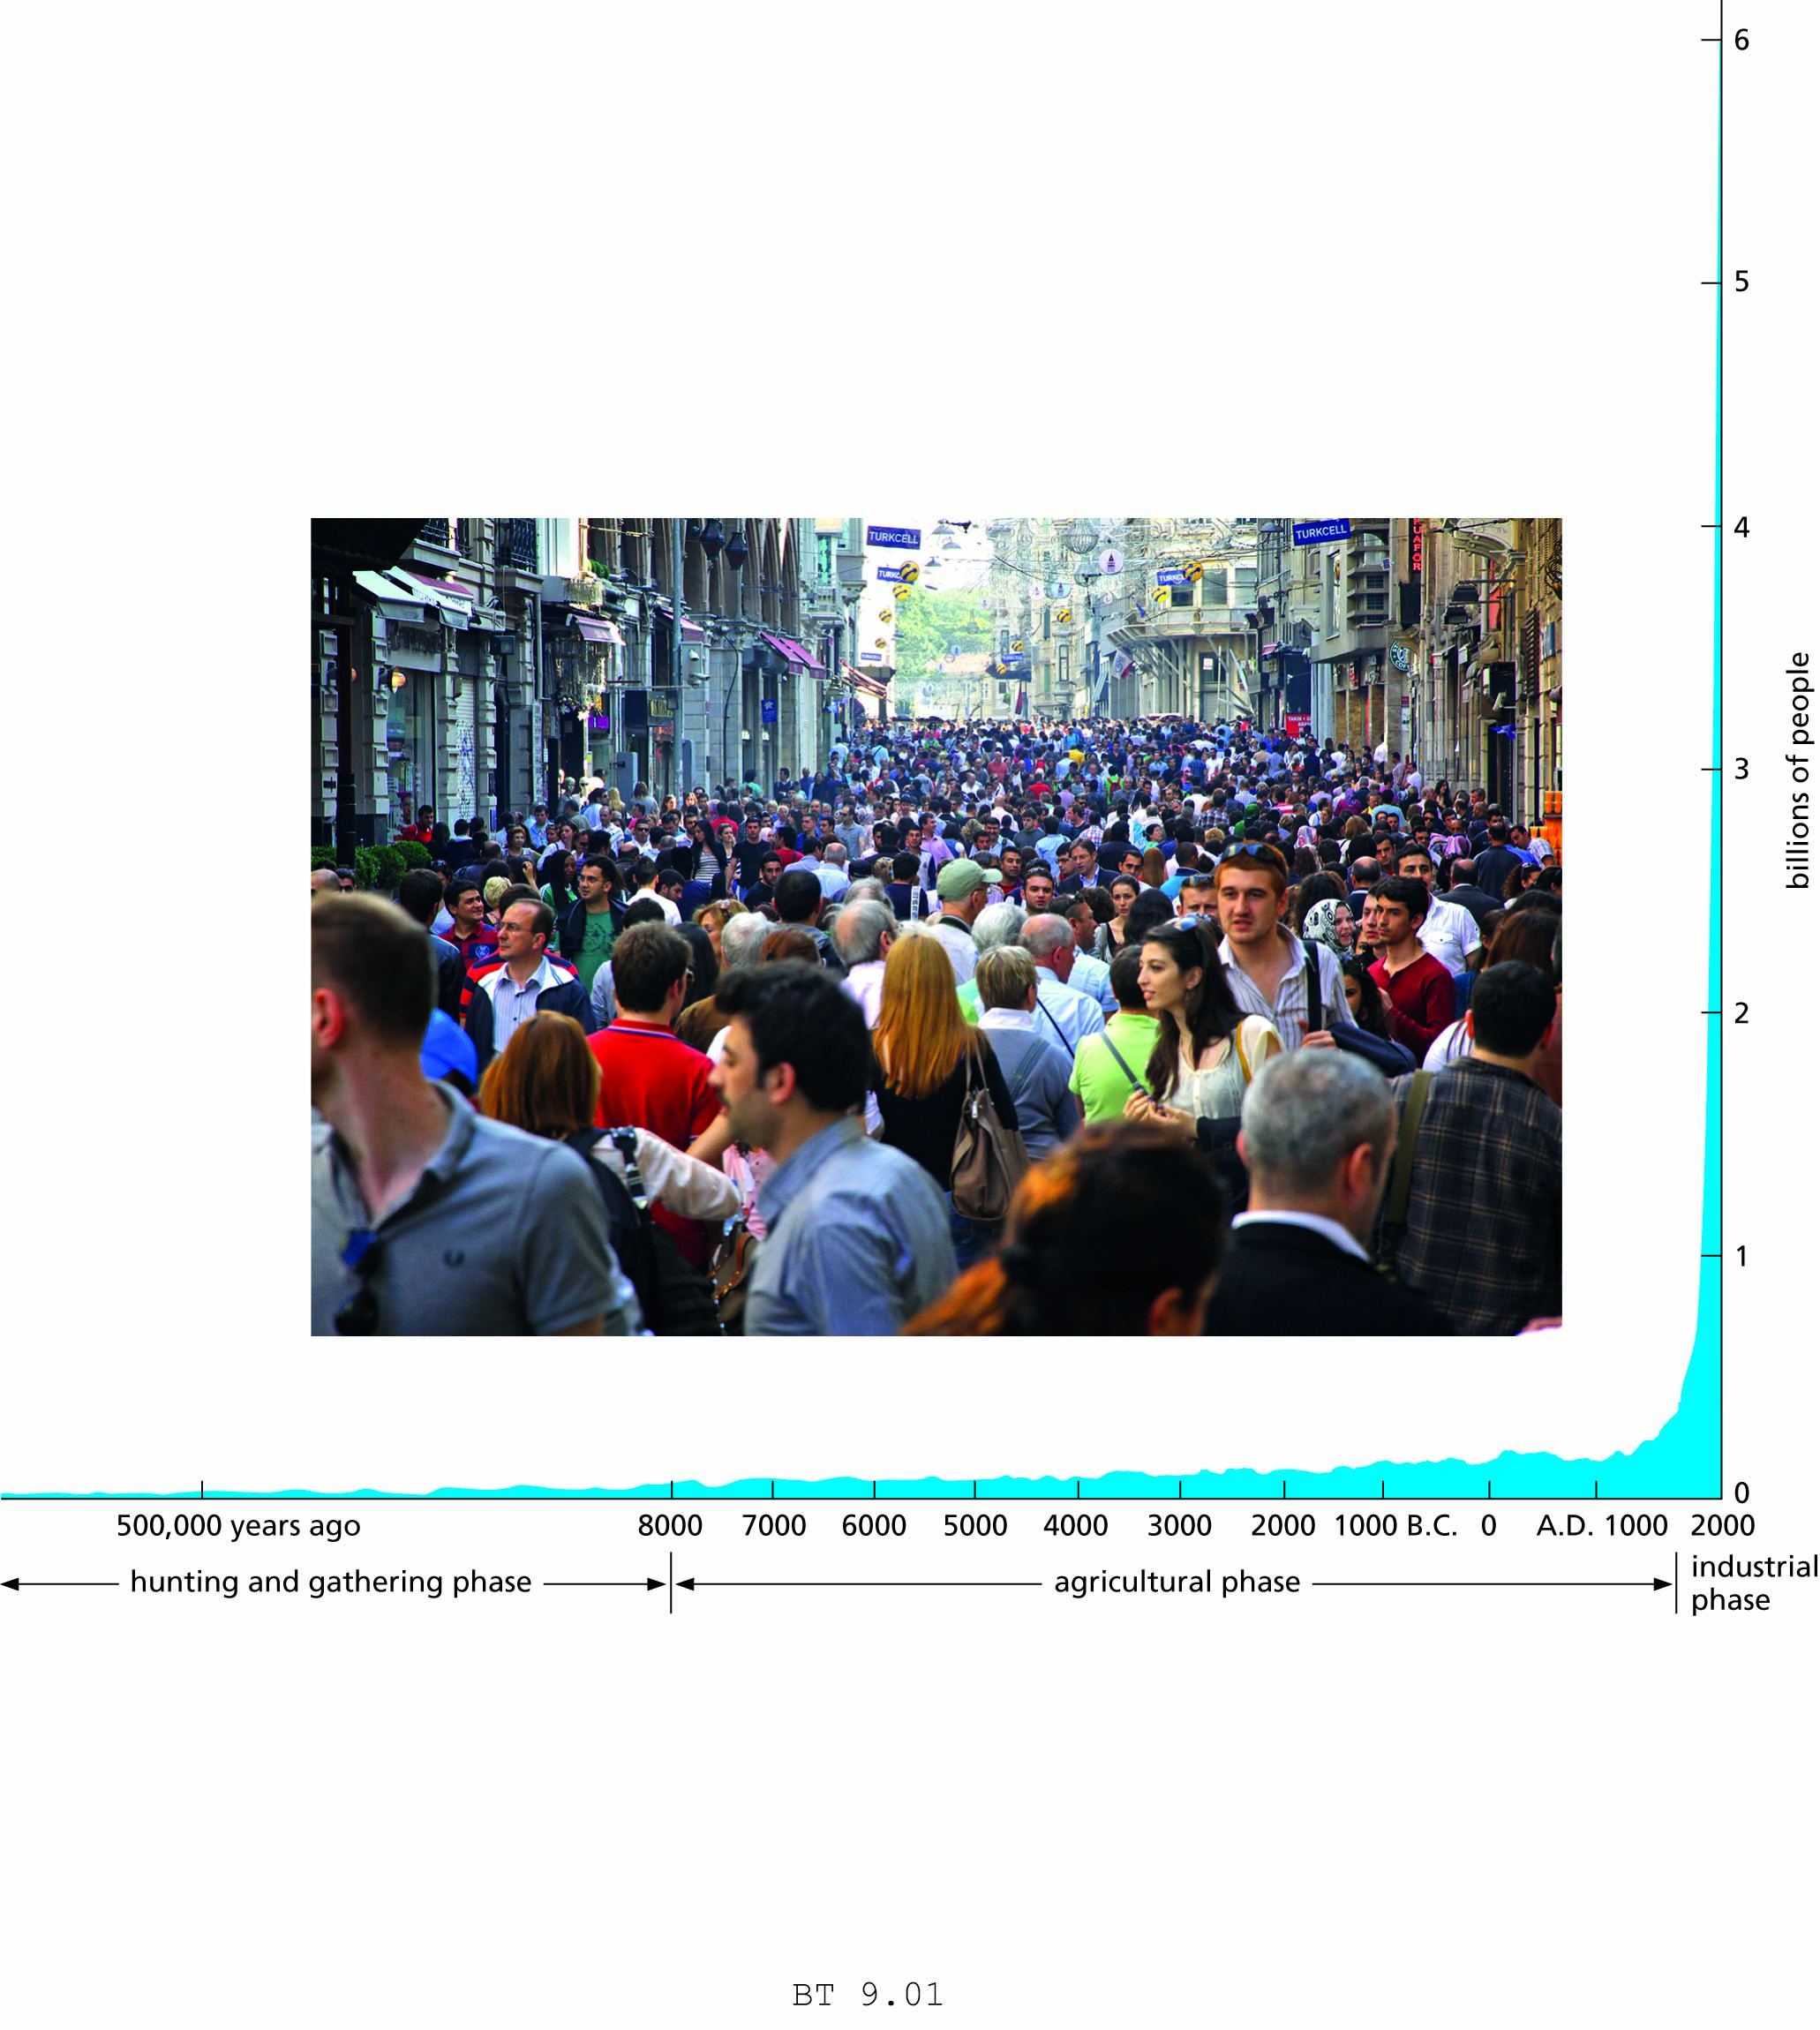 6
5
4
3
2
1
0
billions of people
TURKCELL
TURKCELL
KUAFÖR
500,000 years ago 8000 7000 6000 5000 4000 3000 2000 1000 B.C. 0 A.D. 1000 2000
hunting and gathering phase agricultural phase industrial
phase
BT 9.01